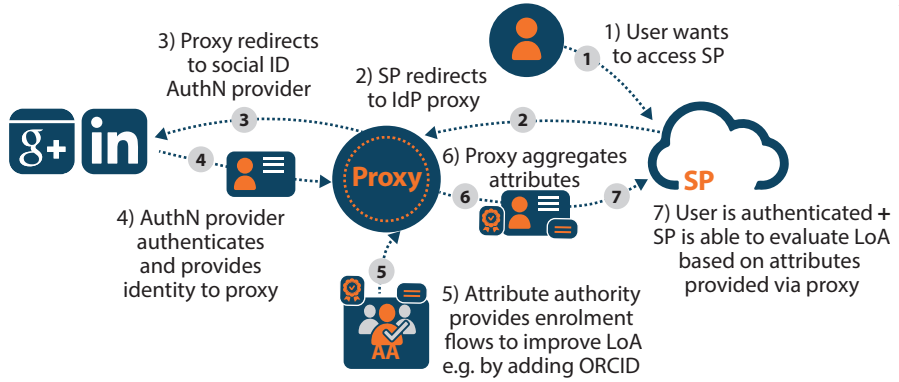 1) User wants
to access SP
1
2) SP redirects
to IdP proxy
2
3) Proxy redirects
to social ID
AuthN provider
3
g+
in
4
4) AuthN provider
authenticates
and provides
identity to proxy
Proxy
5
AA
5) Attribute authority
provides enrolment
flows to improve LoA
e.g. by adding ORCID
6) Proxy aggregates
attributes
6
7
SP
7) User is authenticated +
SP is able to evaluate LoA
based on attributes
provided via proxy